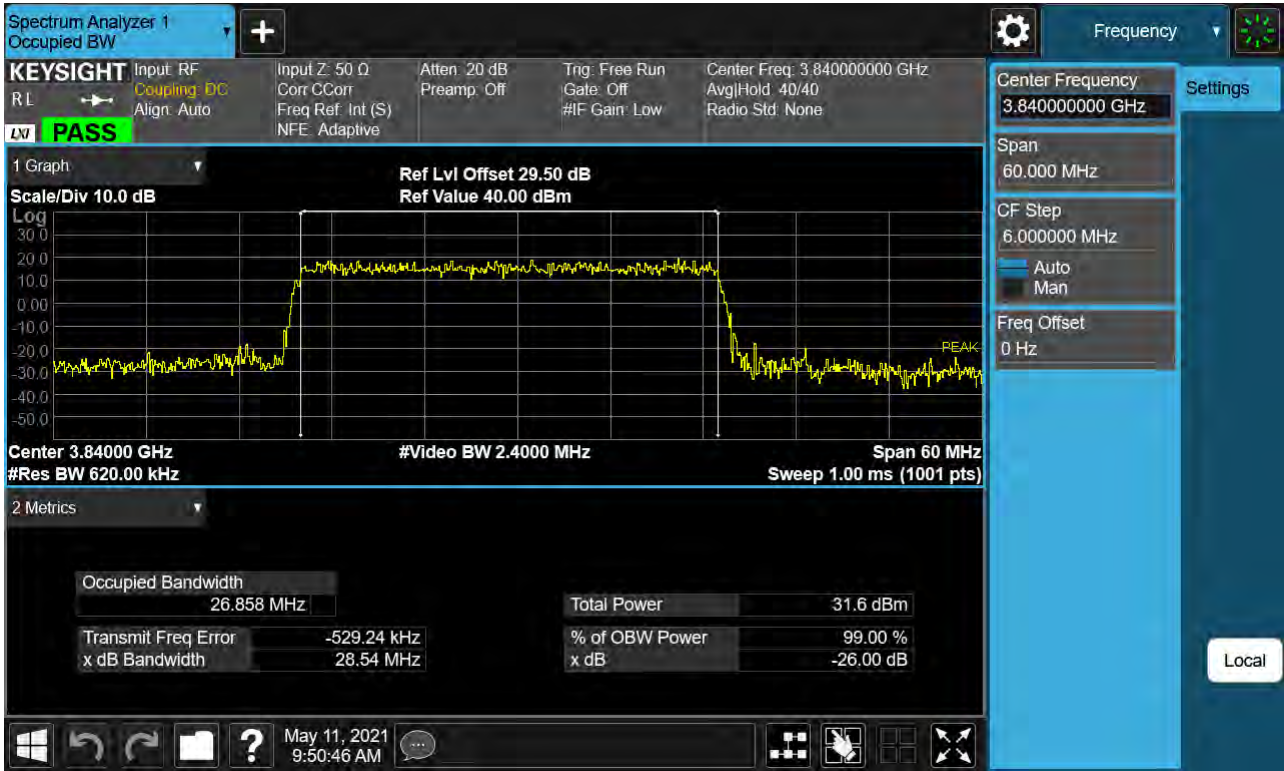 Spectrum Analyzer 1
Occupied BW
+
Frequency
KEYSIGHT
RL
LXI
PASS
Input: RF
Coupling: DC
Align: Auto
Input Z: 50 Ω
Corr CCorr
Freq Ref: Int (S)
NFE: Adaptive
Atten: 20 dB
Preamp: Off
Trig: Free Run
Gate: Off
#IF Gain: Low
Center Freq: 3.840000000 GHz
Avg|Hold: 40/40
Radio Std: None
Center Frequency
3.840000000 GHz
Settings
Span
60.000 MHz
CF Step
6.000000 MHz
Auto
Man
Freq Offset
0 Hz
Local
1 Graph
Scale/Div 10.0 dB
Ref Lvl Offset 29.50 dB
Ref Value 40.00 dBm
Log
30.0
20.0
10.0
0.00
-10.0
-20.0
-30.0
-40.0
-50.0
PEAK
Center 3.84000 GHz
#Video BW 2.4000 MHz
Span 60 MHz
#Res BW 620.00 kHz
Sweep 1.00 ms (1001 pts)
2 Metrics
Occupied Bandwidth
26.858 MHz
Total Power 31.6 dBm
Transmit Freq Error -529.24 kHz
% of OBW Power 99.00 %
x dB Bandwidth 28.54 MHz
x dB -26.00 dB
?
May 11, 2021
9:50:46 AM